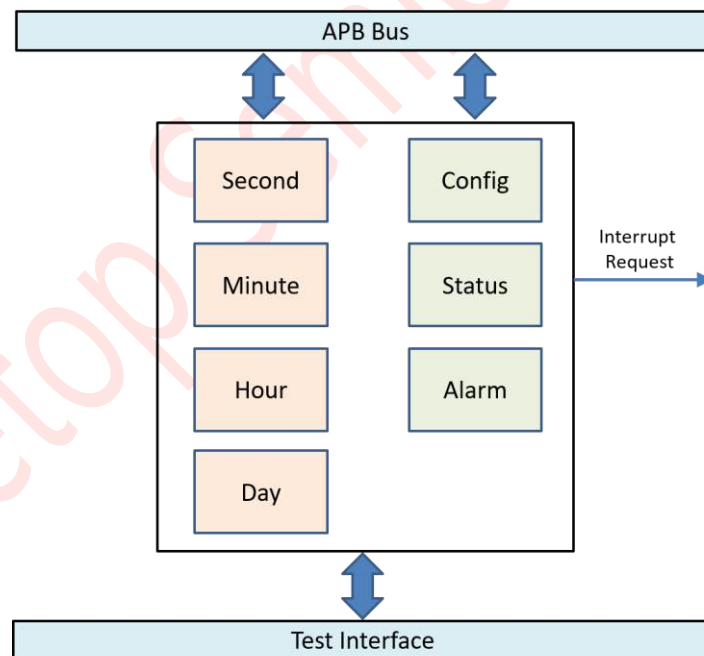 APB Bus
Second
Config
Minute
Status
Interrupt
Request
Hour
Alarm
Day
Test Interface